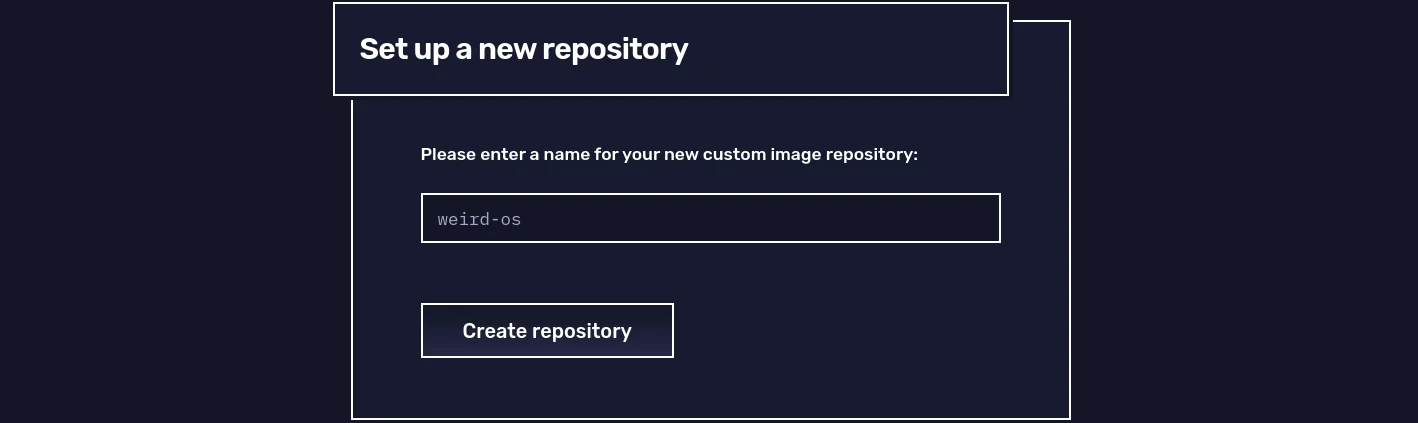 Set up a new repository
Please enter a name for your new custom image repository:
weird-os
Create repository